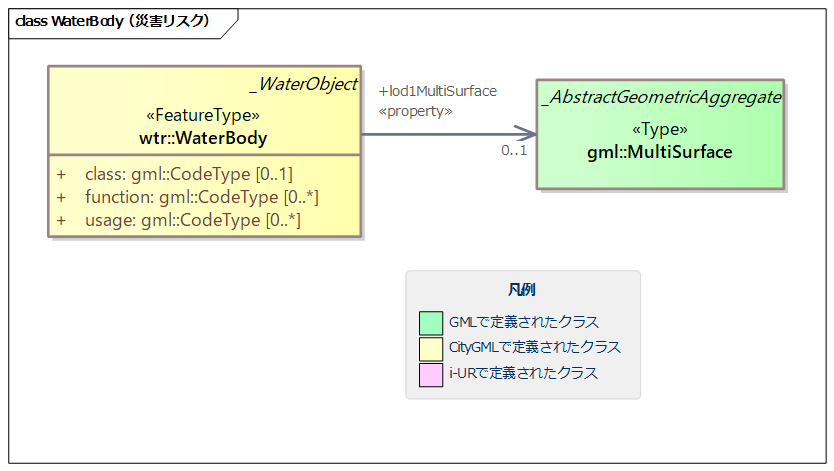 class WaterBody (災害リスク)
_WaterObject
«FeatureType»
wtr::WaterBody
+ class: gml::CodeType [0..1]
+ function: gml::CodeType [0..*]
+ usage: gml::CodeType [0..*]
+lod1MultiSurface
«property»
0..1
_AbstractGeometricAggregate
«Type»
gml::MultiSurface
凡例
GMLで定義されたクラス
CityGMLで定義されたクラス
i-URで定義されたクラス